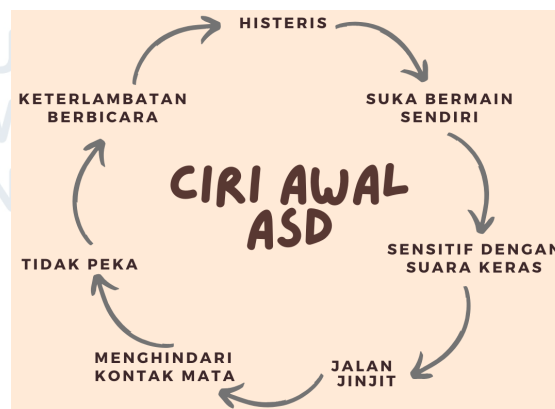 HISTERIS
SUKA BERMAIN
SENDIRI
SENSITIF DENGAN
SUARA KERAS
JALAN
JINJIT
MENGHINDARI
KONTAK MATA
TIDAK PEKA
KETERLAMBATAN
BERBICARA
CIRI AWAL
ASD